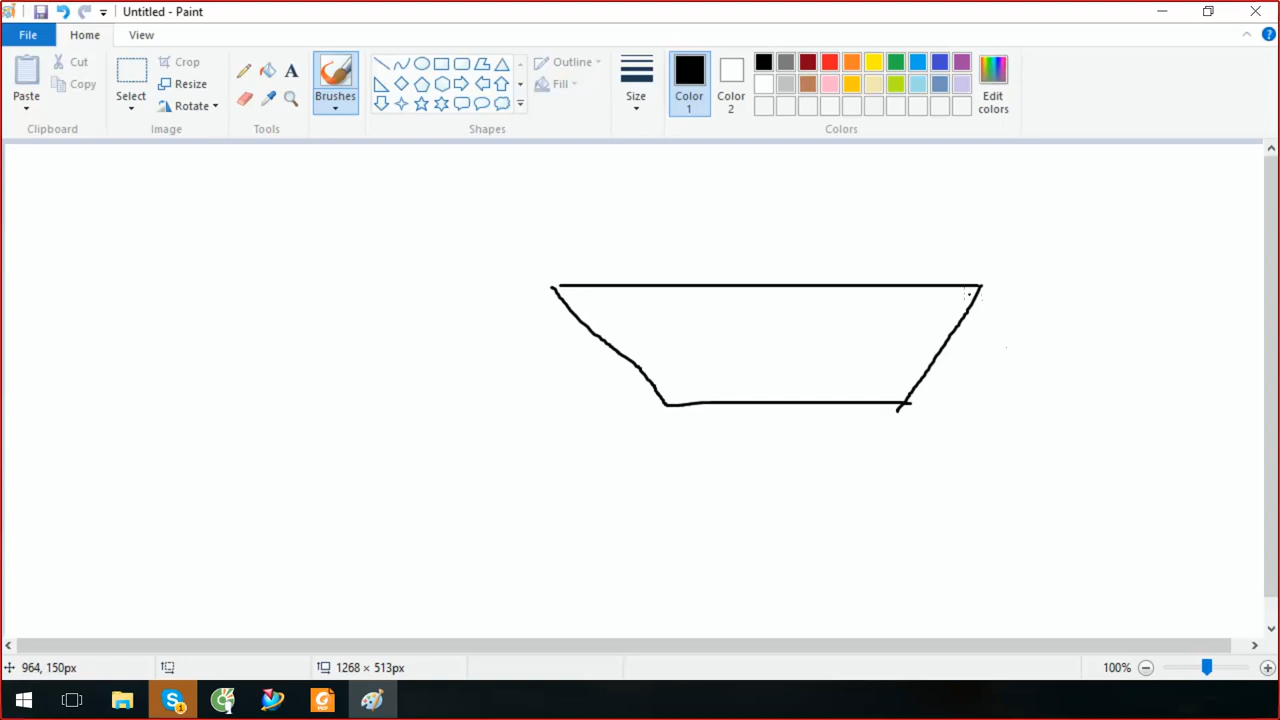 Untitled - Paint
File Home View
Paste Cut Copy
Clipboard
Select Crop Resize Rotate
Image
A
Tools
Brushes
Shapes
Outline Fill
Size
Color 1 Color 2
Edit colors
Colors
964, 150px 1268 × 513px 100%